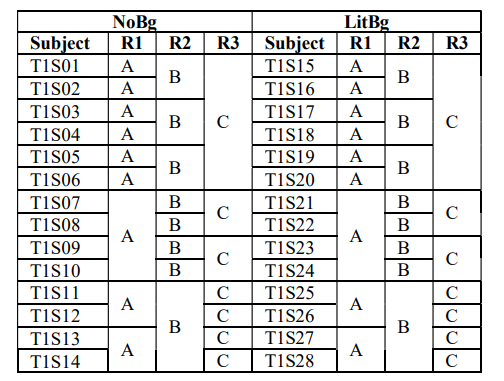 NoBg LitBg
Subject R1 R2 R3 Subject R1 R2 R3
T1S01 A B C T1S15 A B C
T1S02 A T1S16 A
T1S03 A B T1S17 A B
T1S04 A T1S18 A
T1S05 A B T1S19 A B
T1S06 A T1S20 A
T1S07 A B C T1S21 A B C
T1S08 B T1S22 B
T1S09 B C T1S23 B C
T1S10 B T1S24 B
T1S11 A B C T1S25 A B C
T1S12 C T1S26 C
T1S13 A C T1S27 A C
T1S14 C T1S28 C